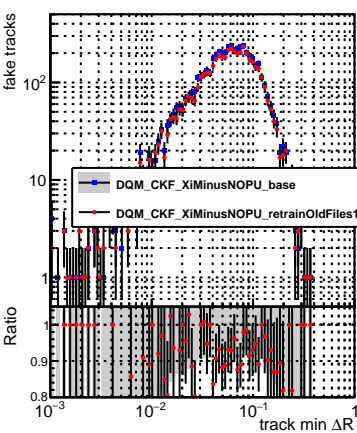 fake tracks
10²
10
1
DQM_CKF_XiMinusNOPU_base
DQM_CKF_XiMinusNOPU_retrainOldFiles1
Ratio
1
0.9
0.8
10⁻³ 10⁻² 10⁻¹ 1
track min ΔR